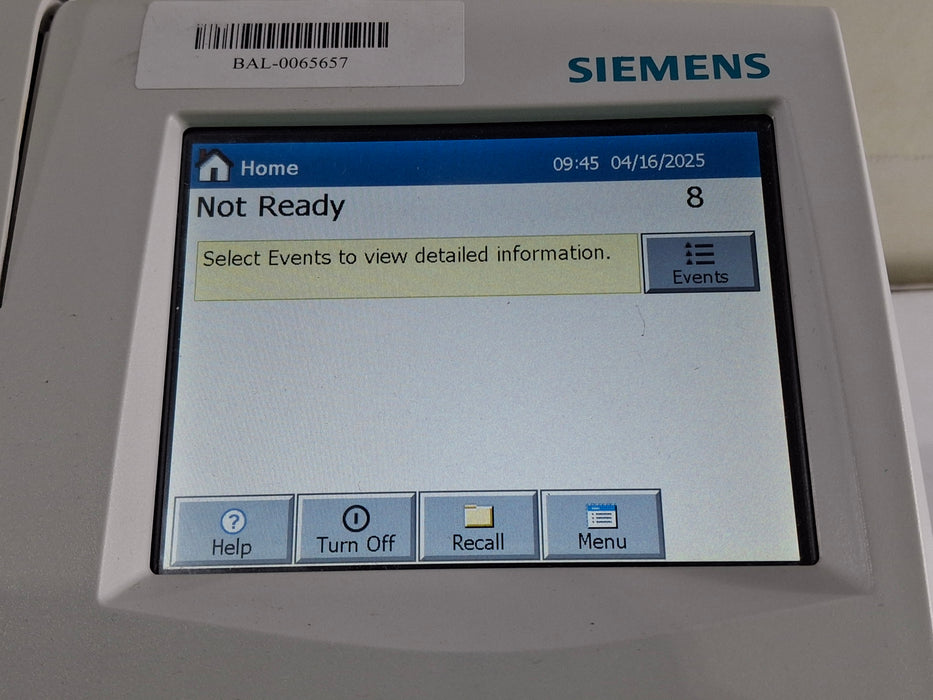 BAL-0065657
SIEMENS
Home 09:45 04/16/2025
Not Ready 8
Select Events to view detailed information.
Events
Help Turn Off Recall Menu